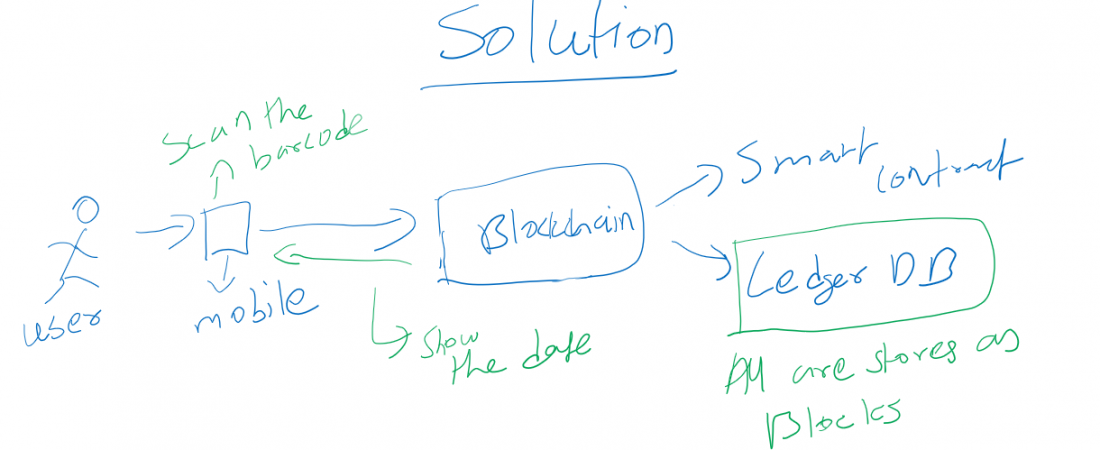 Solution
Scan the
barcode
user
mobile
Blockchain
Show
the date
Smart
contract
Ledger DB
All are stores as
Blocks